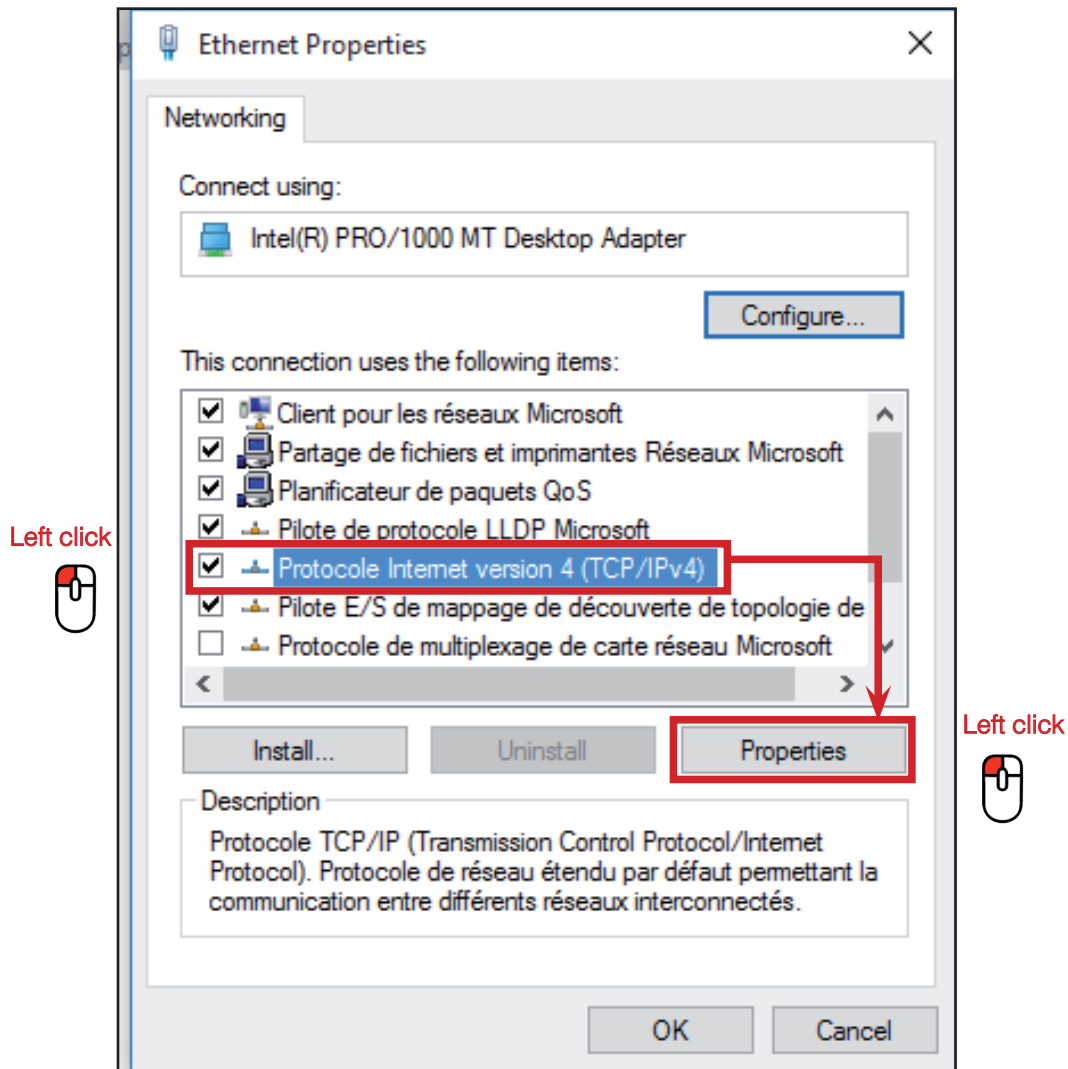 Ethernet Properties
Networking
Connect using:
Intel(R) PRO/1000 MT Desktop Adapter
Configure...
This connection uses the following items:
Client pour les réseaux Microsoft
Partage de fichiers et imprimantes Réseaux Microsoft
Planificateur de paquets QoS
Pilote de protocole LLDP Microsoft
Left click
Protocole Internet version 4 (TCP/IPv4)
Pilote E/S de mappage de découverte de topologie de
Protocole de multiplexage de carte réseau Microsoft
Left click
Install...
Uninstall
Properties
Description
Protocole TCP/IP (Transmission Control Protocol/Internet
Protocol). Protocole de réseau étendu par défaut permettant la
communication entre différents réseaux interconnectés.
OK
Cancel